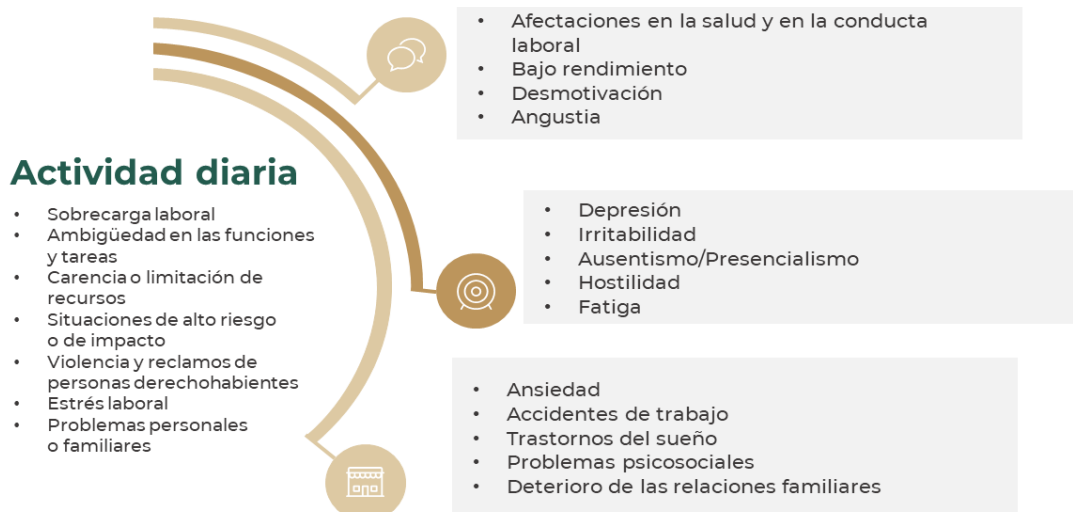 Actividad diaria
• Sobrecarga laboral
• Ambigüedad en las funciones
y tareas
• Carencia o limitación de
recursos
• Situaciones de alto riesgo
o de impacto
• Violencia y reclamos de
personas derechohabientes
• Estrés laboral
• Problemas personales
o familiares
• Afectaciones en la salud y en la conducta
laboral
• Bajo rendimiento
• Desmotivación
• Angustia
• Depresión
• Irritabilidad
• Ausentismo/Presencialismo
• Hostilidad
• Fatiga
• Ansiedad
• Accidentes de trabajo
• Trastornos del sueño
• Problemas psicosociales
• Deterioro de las relaciones familiares